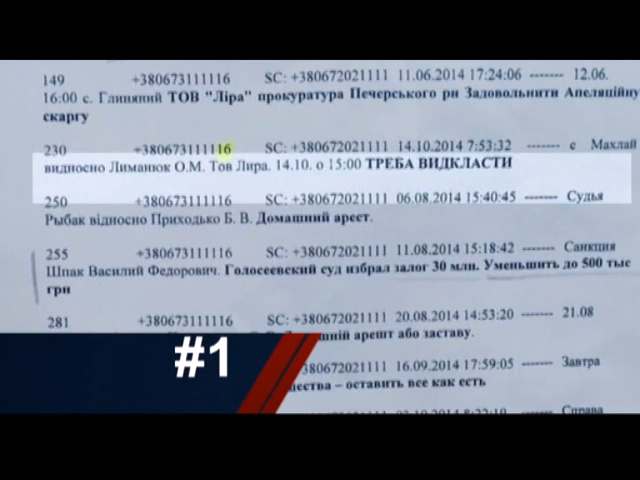 149 +380673111116 SC: +380672021111 11.06.2014 17:24:06 ------- 12.06.
16:00 с. Глиняний ТОВ "Ліра" прокуратура Печерського рн Задовольнити Апеляційну
скаргу
230 +380673111116 SC: +380672021111 14.10.2014 7:53:32 ------- с Махлай
видносно Лиманюк О.М. Тов Лира. 14.10. о 15:00 ТРЕБА ВИДКЛАСТИ
250 +380673111116 SC: +380672021111 06.08.2014 15:40:45 ------- Судья
Рыбак відносно Приходько Б. В. Домашний арест.
255 +380673111116 SC: +380672021111 11.08.2014 15:18:42 ------- Санкция
Шпак Василий Федорович. Голосеевский суд избрал залог 30 млн. Уменьшить до 500 тыс
грн
281 +380673111116 SC: +380672021111 20.08.2014 14:53:20 ------- 21.08
арешт або заставу.
#1
380672021111 16.09.2014 17:59:05 ------- Завтра
– оставить все как есть
Справа